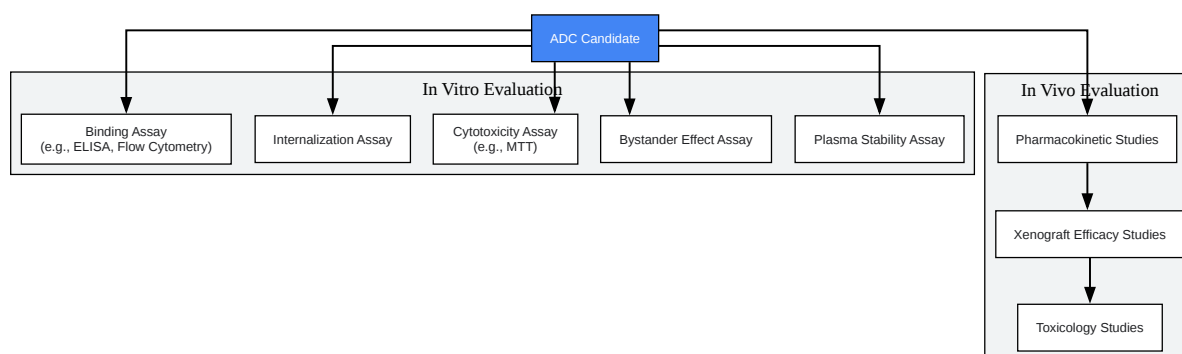 ADC Candidate
In Vitro Evaluation
In Vivo Evaluation
Binding Assay
(e.g., ELISA, Flow Cytometry)
Internalization Assay
Cytotoxicity Assay
(e.g., MTT)
Bystander Effect Assay
Plasma Stability Assay
Pharmacokinetic Studies
Xenograft Efficacy Studies
Toxicology Studies